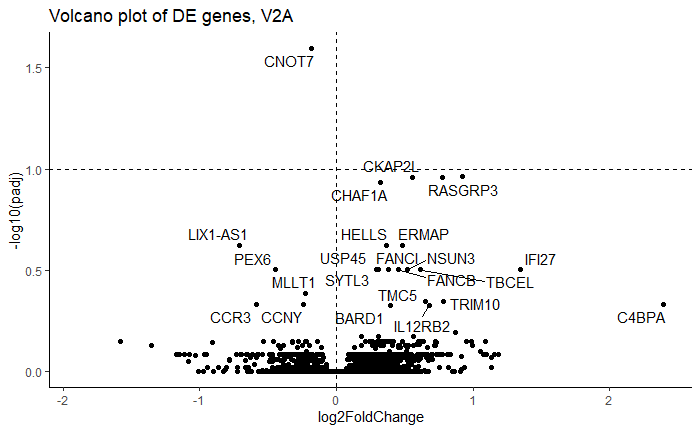 Volcano plot of DE genes, V2A
CNOT7
1.5
CKAP2L
1.0
RASGRP3
CHAF1A
LIX1-AS1
HELLS
ERMAP
PEX6
USP45
FANCI
NSUN3
IFI27
0.5
SYTL3
FANCB
TBCEL
MLLT1
TMC5
TRIM10
CCR3
CCNY
BARD1
IL12RB2
C4BPA
0.0
-2
-1
0
1
2
log2FoldChange
-log10(padj)